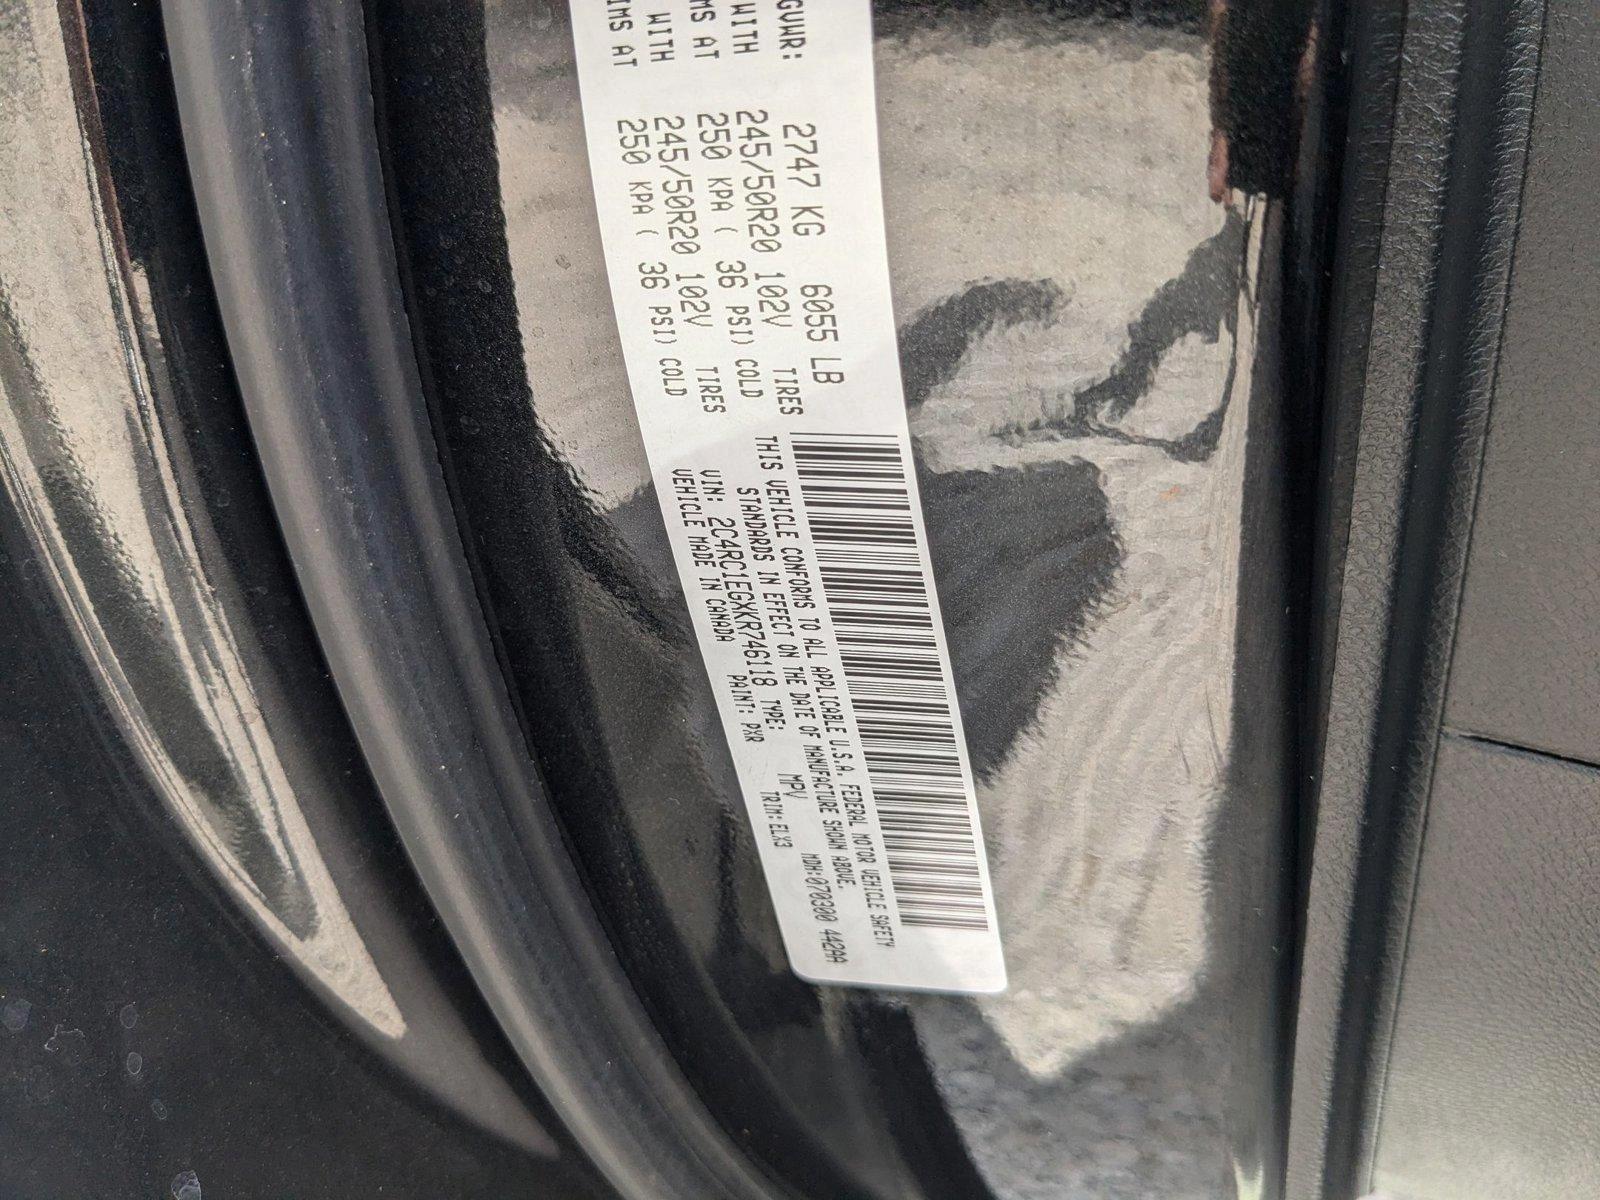 GVWR: 2747 KG 6055 LB
WITH 245/50R20 102V TIRES
MS AT 250 KPA ( 36 PSI) COLD
WITH 245/50R20 102V TIRES
IMS AT 250 KPA ( 36 PSI) COLD
THIS VEHICLE CONFORMS TO ALL APPLICABLE U.S.A. FEDERAL MOTOR VEHICLE SAFETY
STANDARDS IN EFFECT ON THE DATE OF MANUFACTURE SHOWN ABOVE.
VIN: 2C4RC1EGXKR746118 TYPE: MPV MDH:070300 442AA
VEHICLE MADE IN CANADA PAINT: PXR TRIM:ELX3